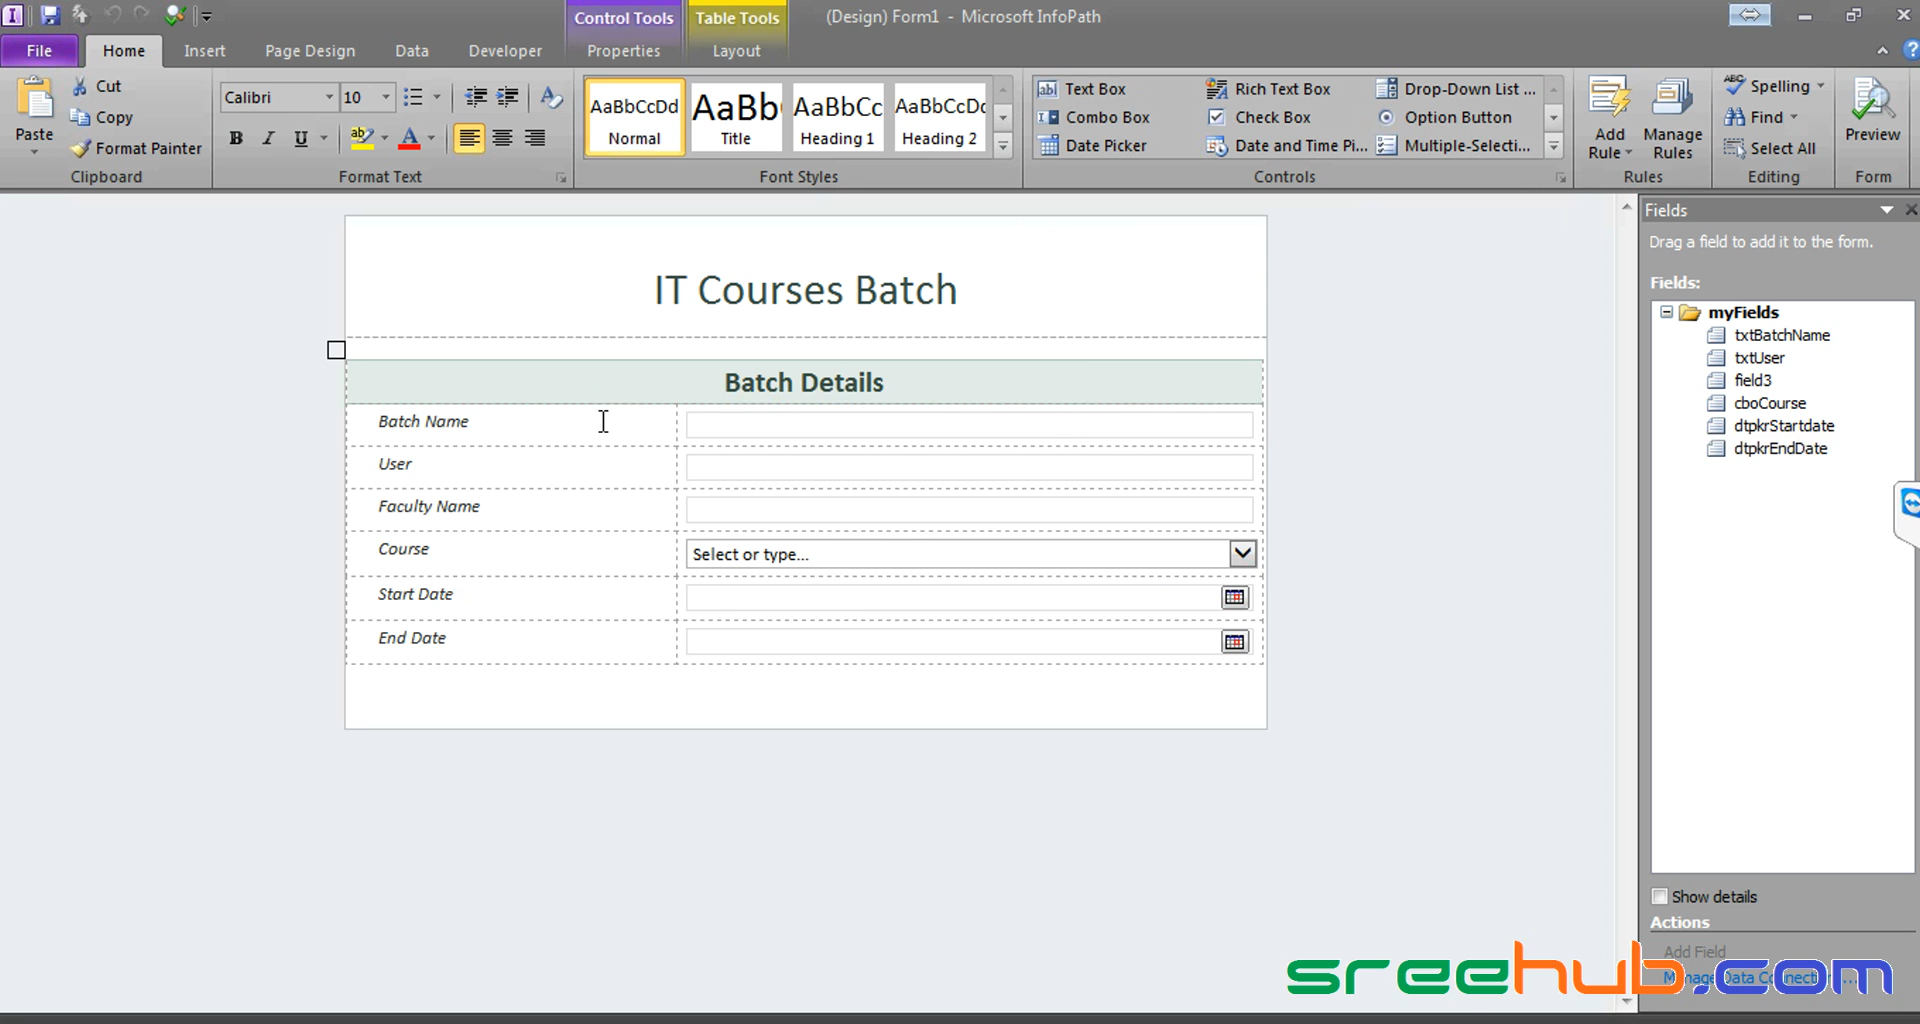 Control Tools
Table Tools
(Design) Form1 - Microsoft InfoPath
File
Home
Insert
Page Design
Data
Developer
Properties
Layout
Paste
Cut
Copy
Format Painter
Clipboard
Calibri
10
B I U
ab
A
Format Text
AaBbCcDd
Normal
AaBb
Title
AaBbCc
Heading 1
AaBbCcDd
Heading 2
Font Styles
Text Box
Combo Box
Date Picker
Rich Text Box
Check Box
Date and Time Pi...
Drop-Down List ...
Option Button
Multiple-Selecti...
Controls
Add
Rule
Manage
Rules
Rules
Spelling
Find
Select All
Editing
Preview
Form
IT Courses Batch
Batch Details
Batch Name
User
Faculty Name
Course
Select or type...
Start Date
End Date
Fields
Drag a field to add it to the form.
Fields:
myFields
txtBatchName
txtUser
field3
cboCourse
dtpkrStartdate
dtpkrEndDate
Show details
Actions
Add Field
sreehub.com